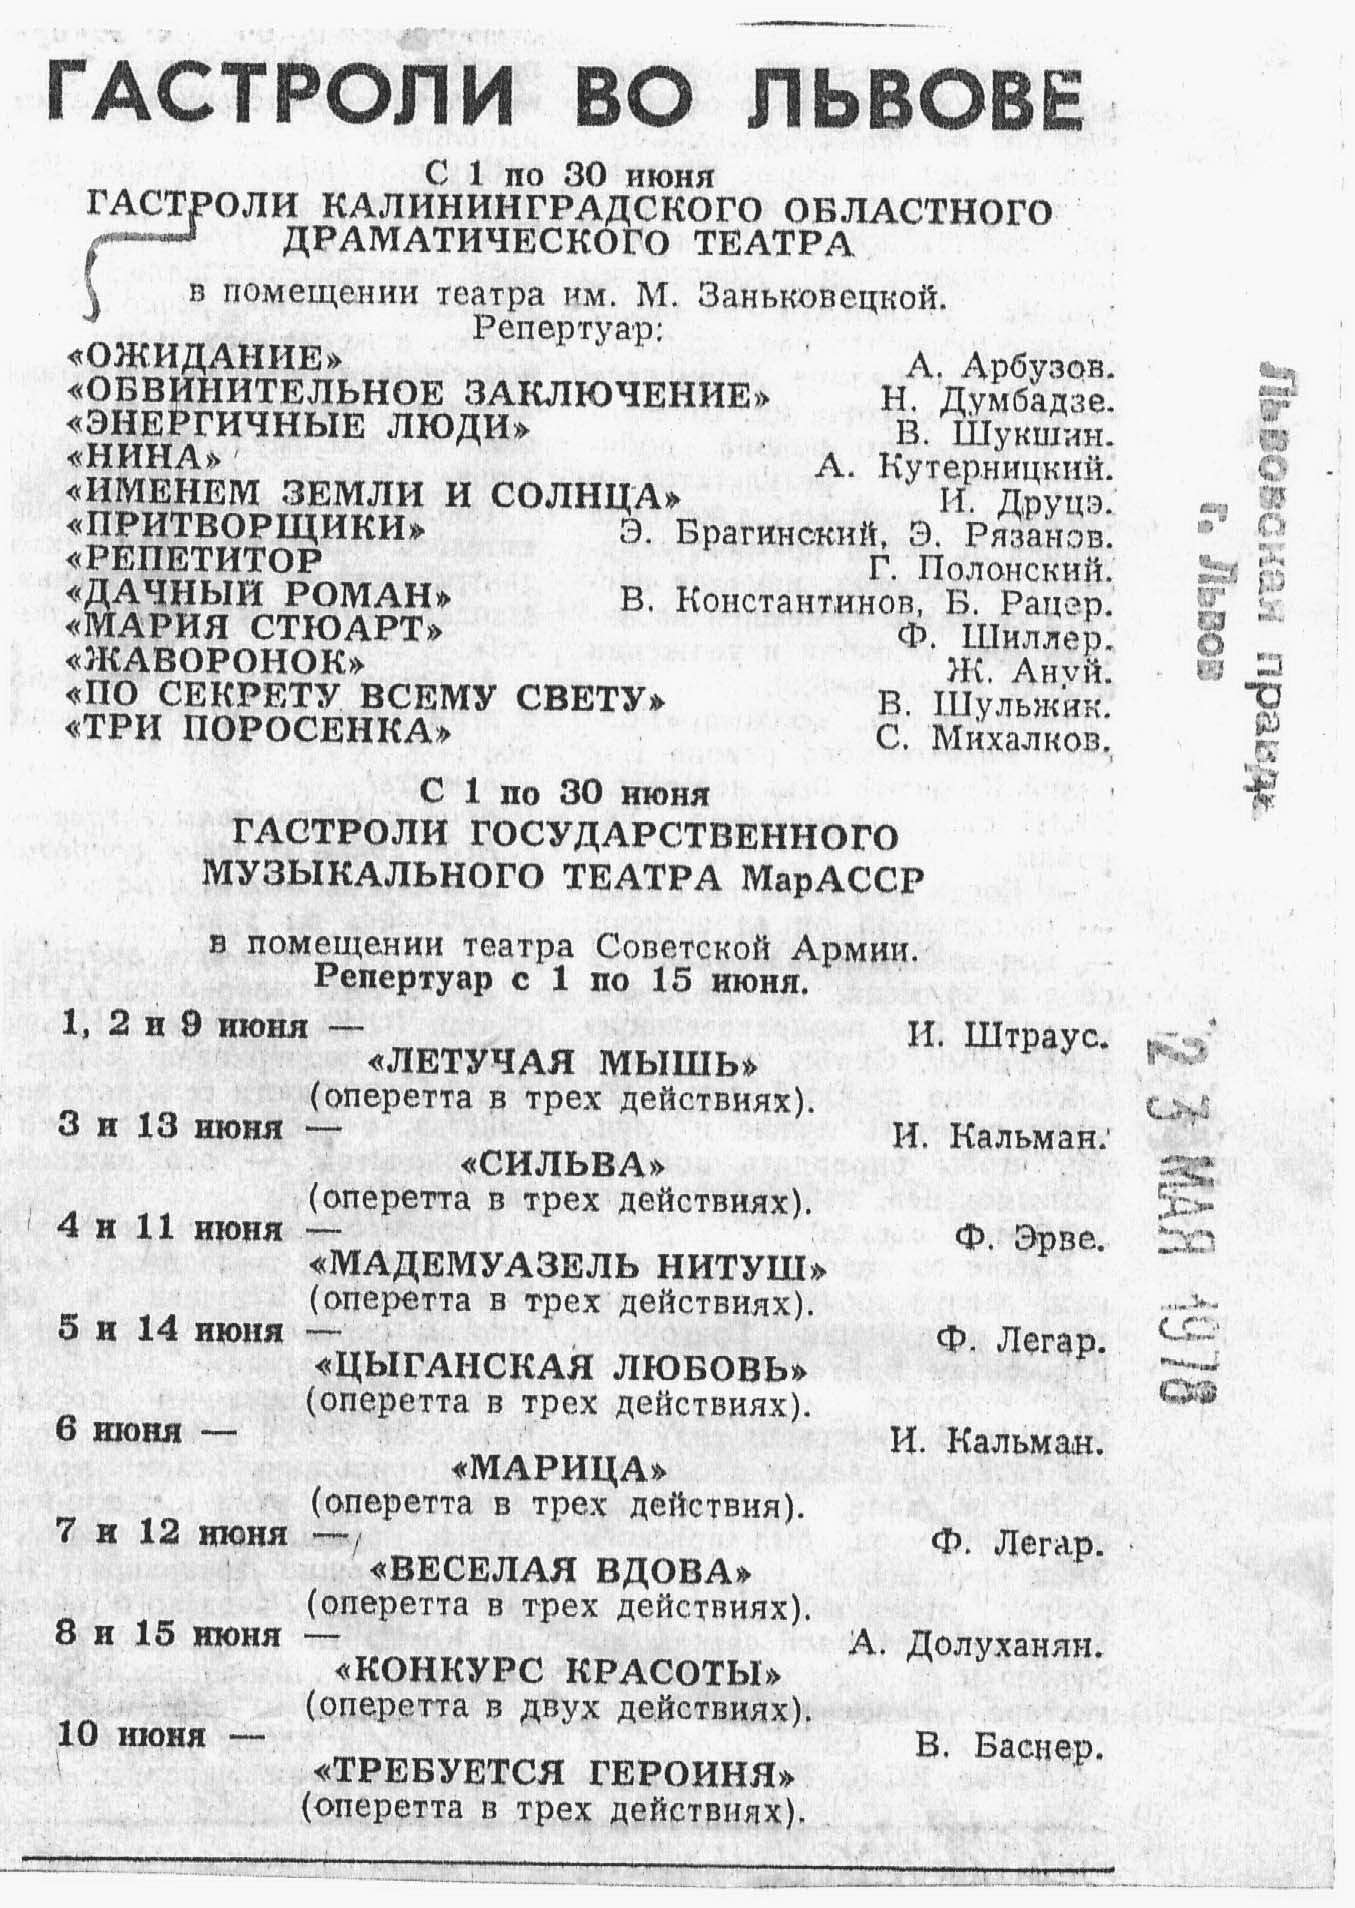 ГАСТРОЛИ ВО ЛЬВОВЕ
С 1 по 30 июня
ГАСТРОЛИ КАЛИНИНГРАДСКОГО ОБЛАСТНОГО
ДРАМАТИЧЕСКОГО ТЕАТРА
в помещении театра им. М. Заньковецкой.
Репертуар:
«ОЖИДАНИЕ» А. Арбузов.
«ОБВИНИТЕЛЬНОЕ ЗАКЛЮЧЕНИЕ» Н. Думбадзе.
«ЭНЕРГИЧНЫЕ ЛЮДИ» В. Шукшин.
«НИНА» А. Кутерницкий.
«ИМЕНЕМ ЗЕМЛИ И СОЛНЦА» И. Друцэ.
«ПРИТВОРЩИКИ» Э. Брагинский, Э. Рязанов.
«РЕПЕТИТОР Г. Полонский.
«ДАЧНЫЙ РОМАН» В. Константинов, Б. Рацер.
«МАРИЯ СТЮАРТ» Ф. Шиллер.
«ЖАВОРОНОК» Ж. Ануй.
«ПО СЕКРЕТУ ВСЕМУ СВЕТУ» В. Шульжик.
«ТРИ ПОРОСЕНКА» С. Михалков.
С 1 по 30 июня
ГАСТРОЛИ ГОСУДАРСТВЕННОГО
МУЗЫКАЛЬНОГО ТЕАТРА МарАССР
в помещении театра Советской Армии.
Репертуар с 1 по 15 июня.
1, 2 и 9 июня — И. Штраус.
«ЛЕТУЧАЯ МЫШЬ»
(оперетта в трех действиях).
3 и 13 июня — И. Кальман.
«СИЛЬВА»
(оперетта в трех действиях).
4 и 11 июня — Ф. Эрве.
«МАДЕМУАЗЕЛЬ НИТУШ»
(оперетта в трех действиях).
5 и 14 июня — Ф. Легар.
«ЦЫГАНСКАЯ ЛЮБОВЬ»
(оперетта в трех действиях).
6 июня — И. Кальман.
«МАРИЦА»
(оперетта в трех действия).
7 и 12 июня — Ф. Легар.
«ВЕСЕЛАЯ ВДОВА»
(оперетта в трех действиях).
8 и 15 июня — А. Долуханян.
«КОНКУРС КРАСОТЫ»
(оперетта в двух действиях).
10 июня — В. Баснер.
«ТРЕБУЕТСЯ ГЕРОИНЯ»
(оперетта в трех действиях).
Львовская правда
г. Львов
23 МАЯ 1978